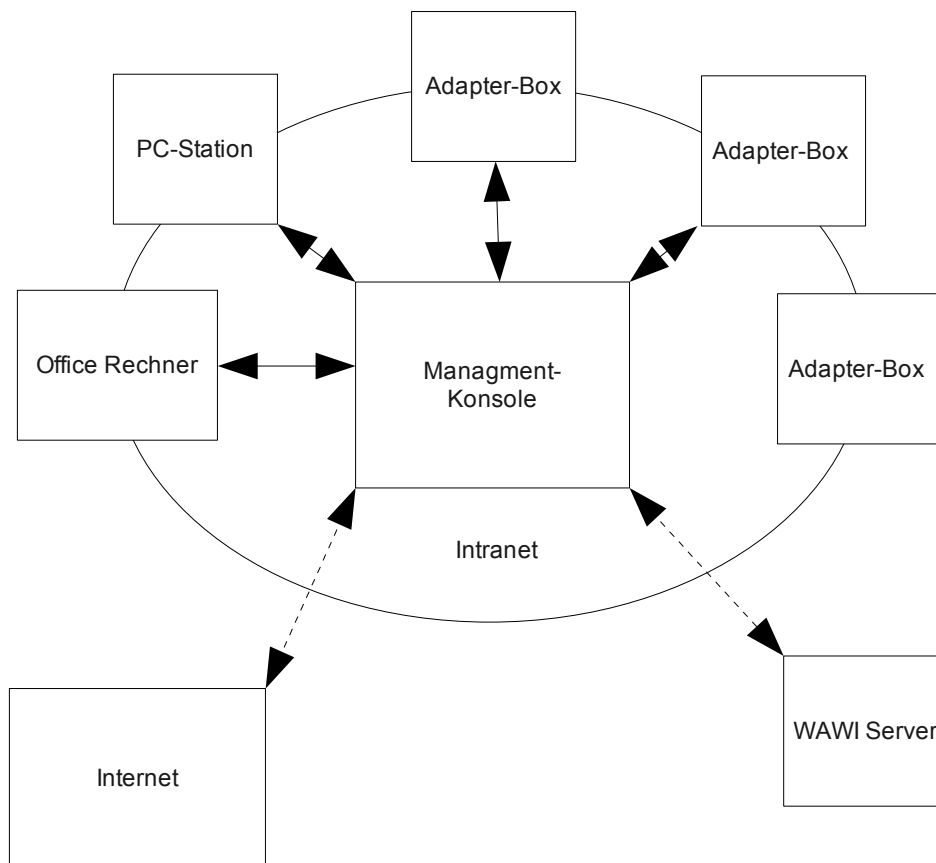 Adapter-Box
PC-Station
Adapter-Box
Office Rechner
Managment-
Konsole
Adapter-Box
Intranet
WAWI Server
Internet